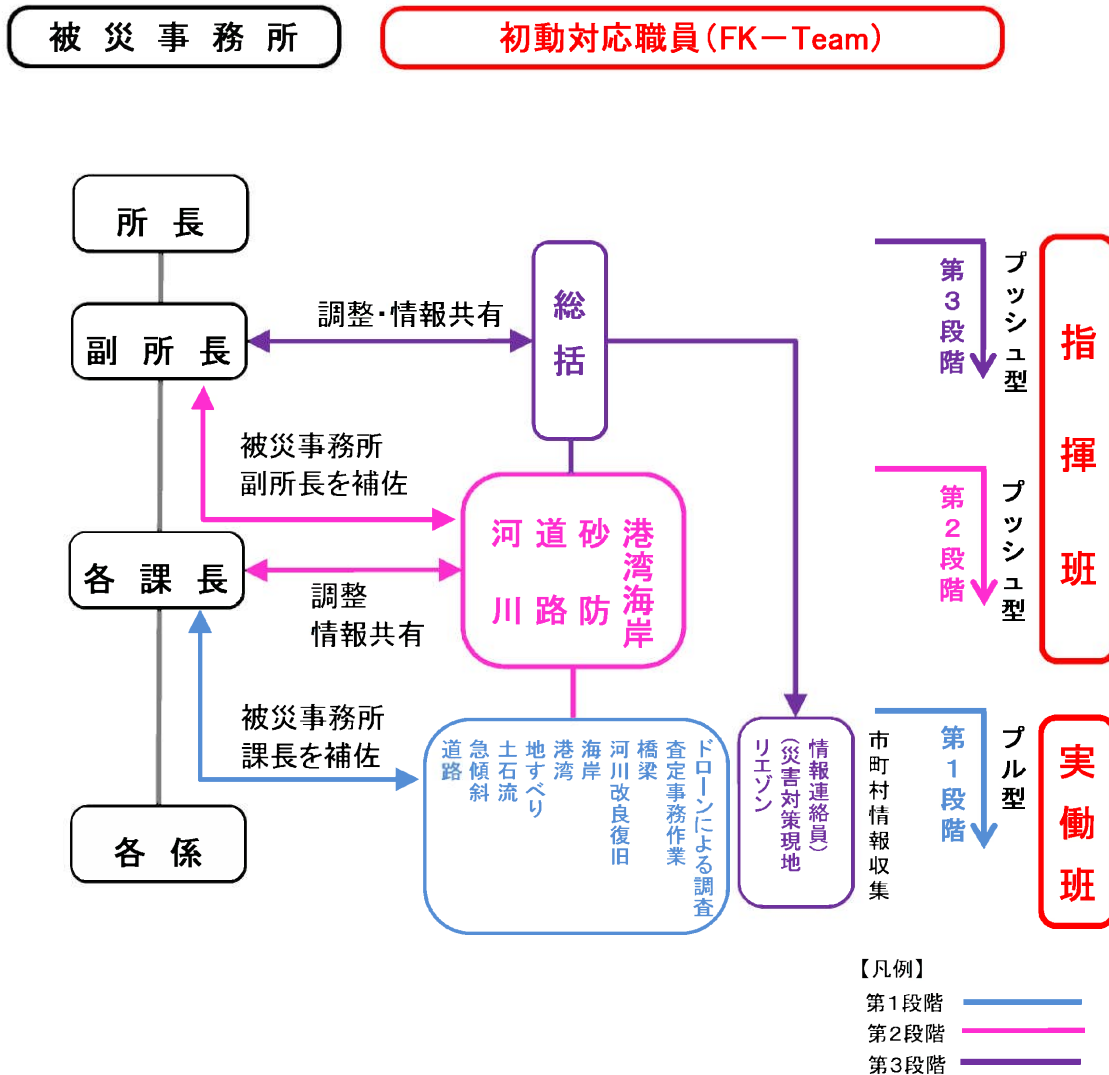 被災事務所
初動対応職員(FK-Team)
所長
副所長
各課長
各係
調整・情報共有
被災事務所
副所長を補佐
調整
情報共有
被災事務所
課長を補佐
総括
河川
道路
砂防
港湾海岸
道路
急傾斜
土石流
地すべり
港湾
海岸
河川改良復旧
橋梁
査定事務作業
ドローンによる調査
リエゾン
(災害対策現地
情報連絡員)
市町村情報収集
第3段階
プッシュ型
第2段階
プッシュ型
第1段階
プル型
指揮班
実働班
【凡例】
第1段階
第2段階
第3段階